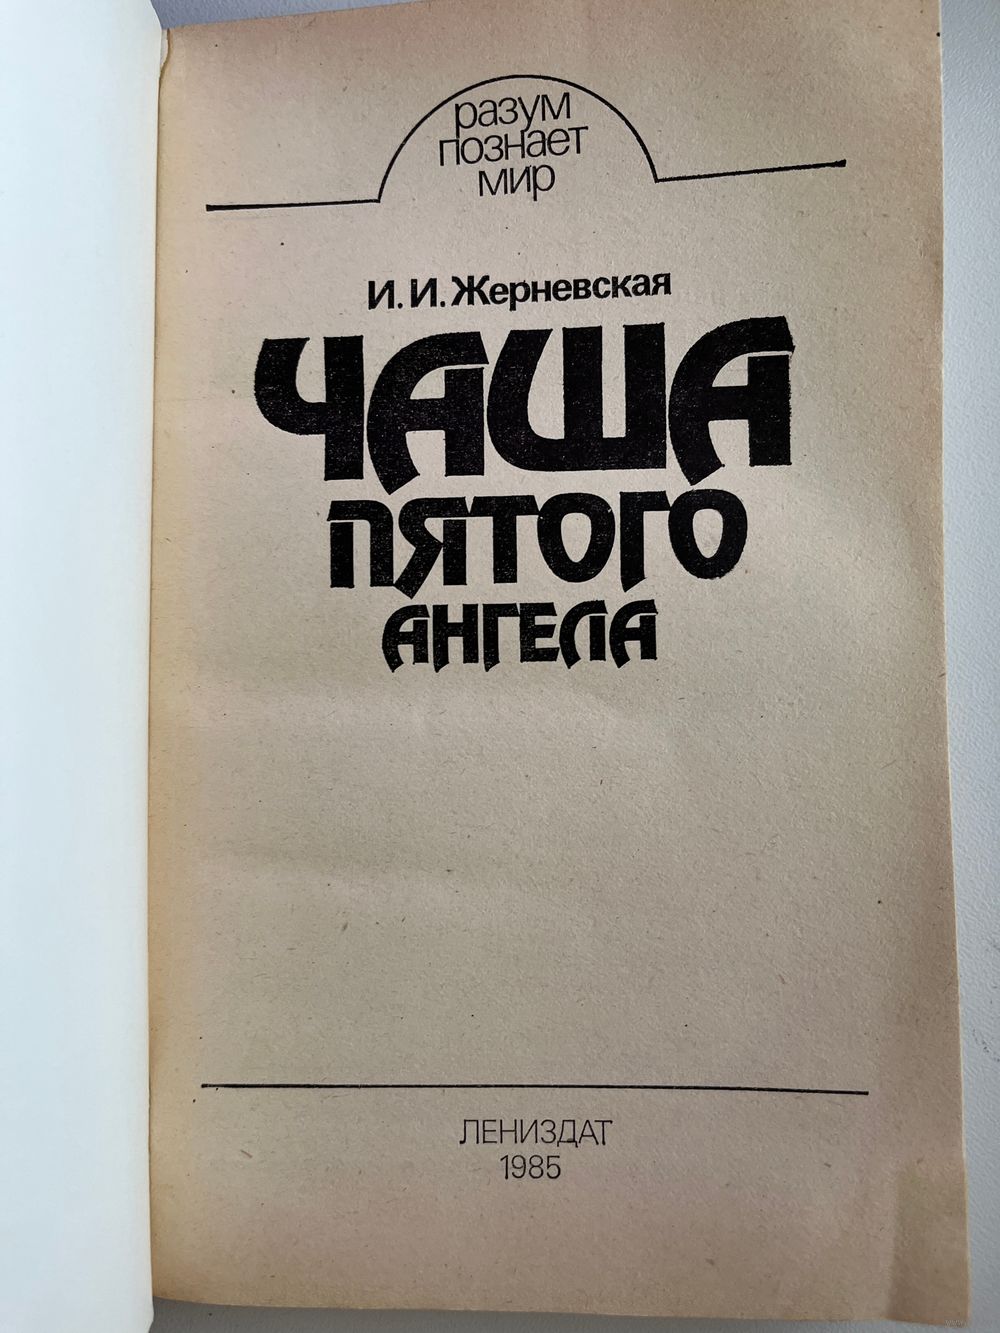 разум
познает
мир
И. И. Жерневская
ЧАША
ПЯТОГО
АНГЕЛА
ЛЕНИЗДАТ
1985